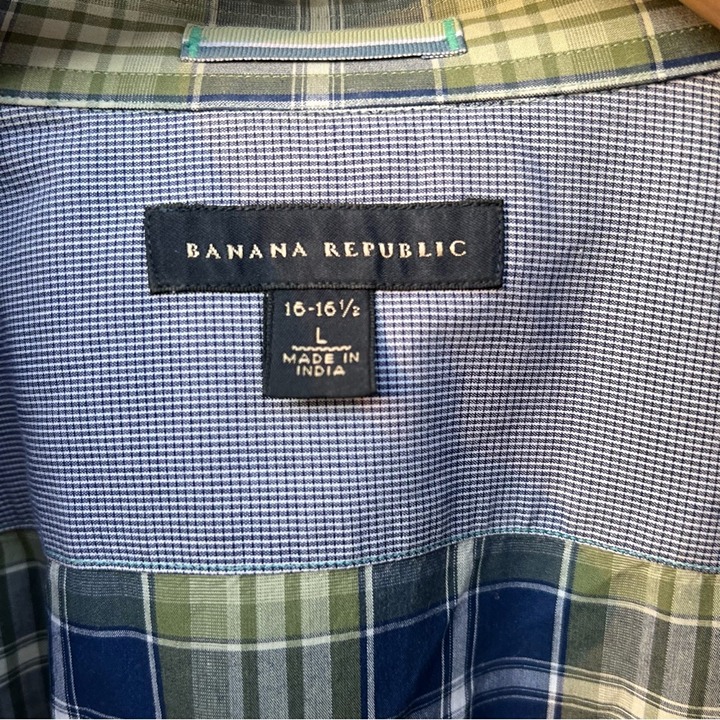 BANANA REPUBLIC
16-16½
L
MADE IN
INDIA